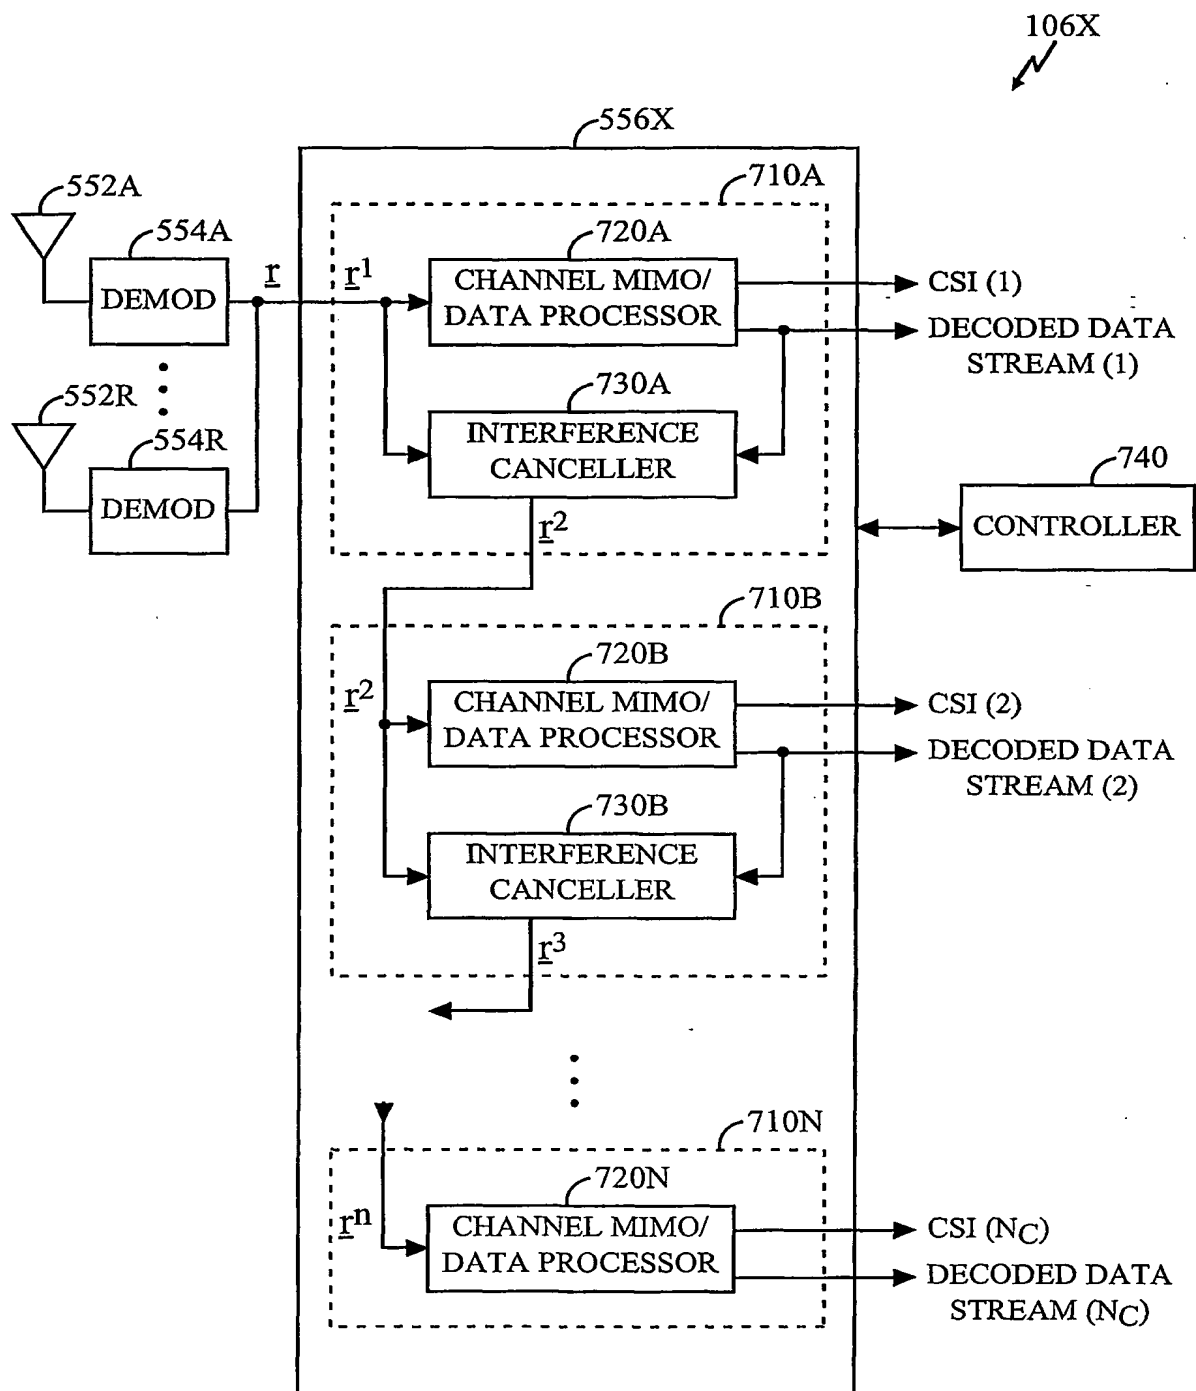 106X
556X
552A
554A
DEMOD
r
710A
r¹
720A
CHANNEL MIMO/
DATA PROCESSOR
CSI (1)
DECODED DATA
STREAM (1)
552R
554R
DEMOD
730A
INTERFERENCE
CANCELLER
r²
740
CONTROLLER
710B
r²
720B
CHANNEL MIMO/
DATA PROCESSOR
CSI (2)
DECODED DATA
STREAM (2)
730B
INTERFERENCE
CANCELLER
r³
710N
rⁿ
720N
CHANNEL MIMO/
DATA PROCESSOR
CSI (NC)
DECODED DATA
STREAM (NC)